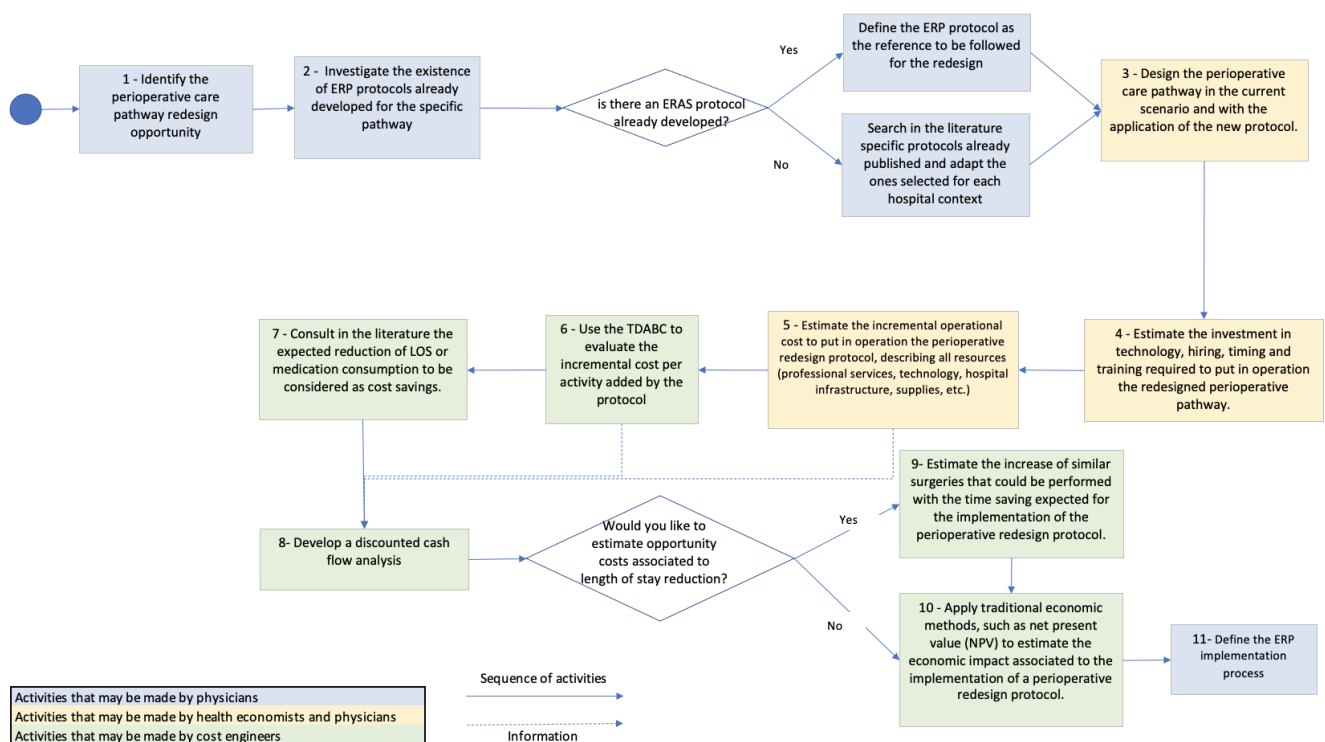 1 - Identify the
perioperative care
pathway redesign
opportunity
2 - Investigate the existence
of ERP protocols already
developed for the specific
pathway
is there an ERAS protocol
already developed?
Yes
No
Define the ERP protocol as
the reference to be followed
for the redesign
Search in the literature
specific protocols already
published and adapt the
ones selected for each
hospital context
3 - Design the perioperative
care pathway in the current
scenario and with the
application of the new protocol.
4 - Estimate the investment in
technology, hiring, timing and
training required to put in operation
the redesigned perioperative
pathway.
5 - Estimate the incremental operational
cost to put in operation the perioperative
redesign protocol, describing all resources
(professional services, technology, hospital
infrastructure, supplies, etc.)
6 - Use the TDABC to
evaluate the
incremental cost per
activity added by the
protocol
7 - Consult in the literature the
expected reduction of LOS or
medication consumption to be
considered as cost savings.
8- Develop a discounted cash
flow analysis
Would you like to
estimate opportunity
costs associated to
length of stay reduction?
Yes
No
9- Estimate the increase of similar
surgeries that could be performed
with the time saving expected for
the implementation of the
perioperative redesign protocol.
10 - Apply traditional economic
methods, such as net present
value (NPV) to estimate the
economic impact associated to the
implementation of a perioperative
redesign protocol.
11- Define the ERP
implementation
process
Activities that may be made by physicians
Activities that may be made by health economists and physicians
Activities that may be made by cost engineers
Sequence of activities
Information